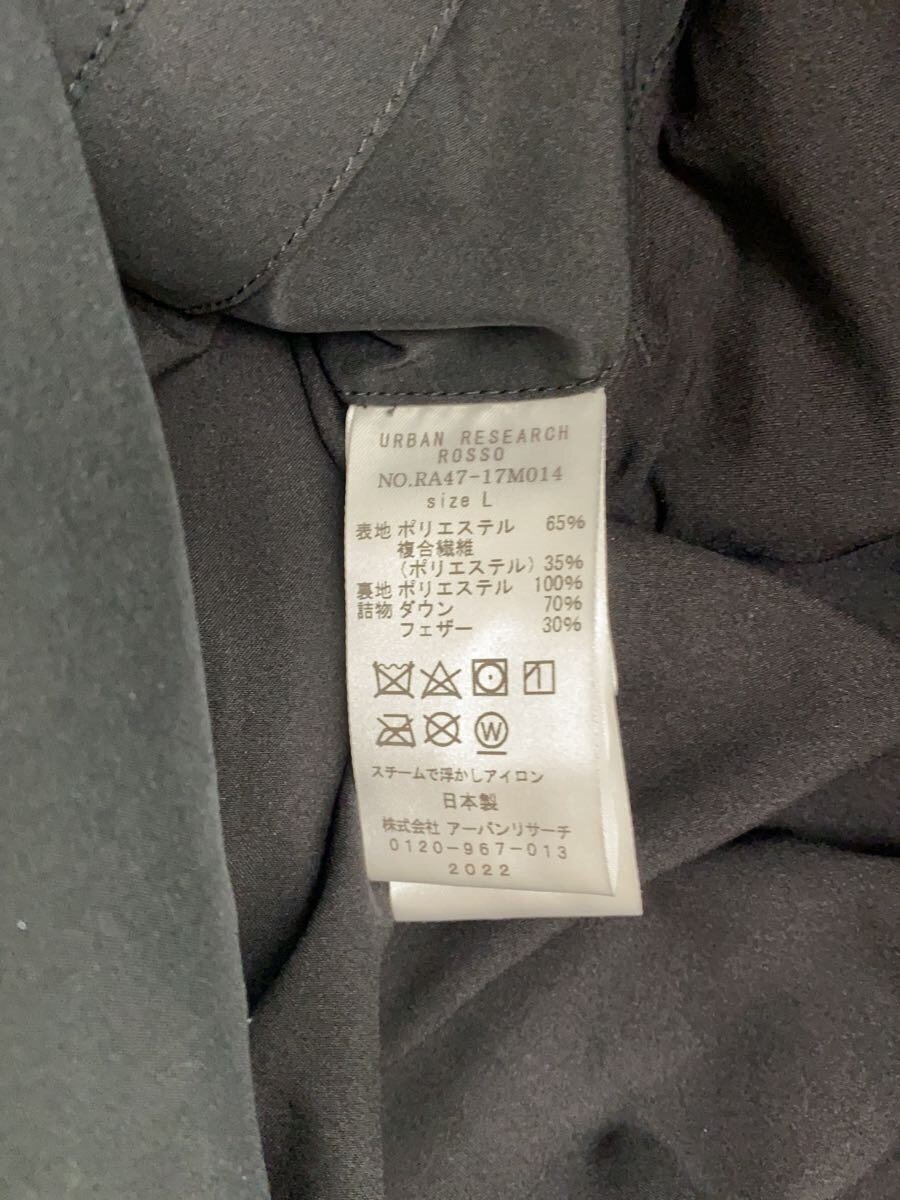 URBAN RESEARCH
ROSSO
NO.RA47-17M014
size L
表地 ポリエステル 65%
複合繊維
(ポリエステル) 35%
裏地 ポリエステル 100%
詰物 ダウン 70%
フェザー 30%
W
スチームで浮かしアイロン
日本製
株式会社 アーバンリサーチ
0120-967-013
2022